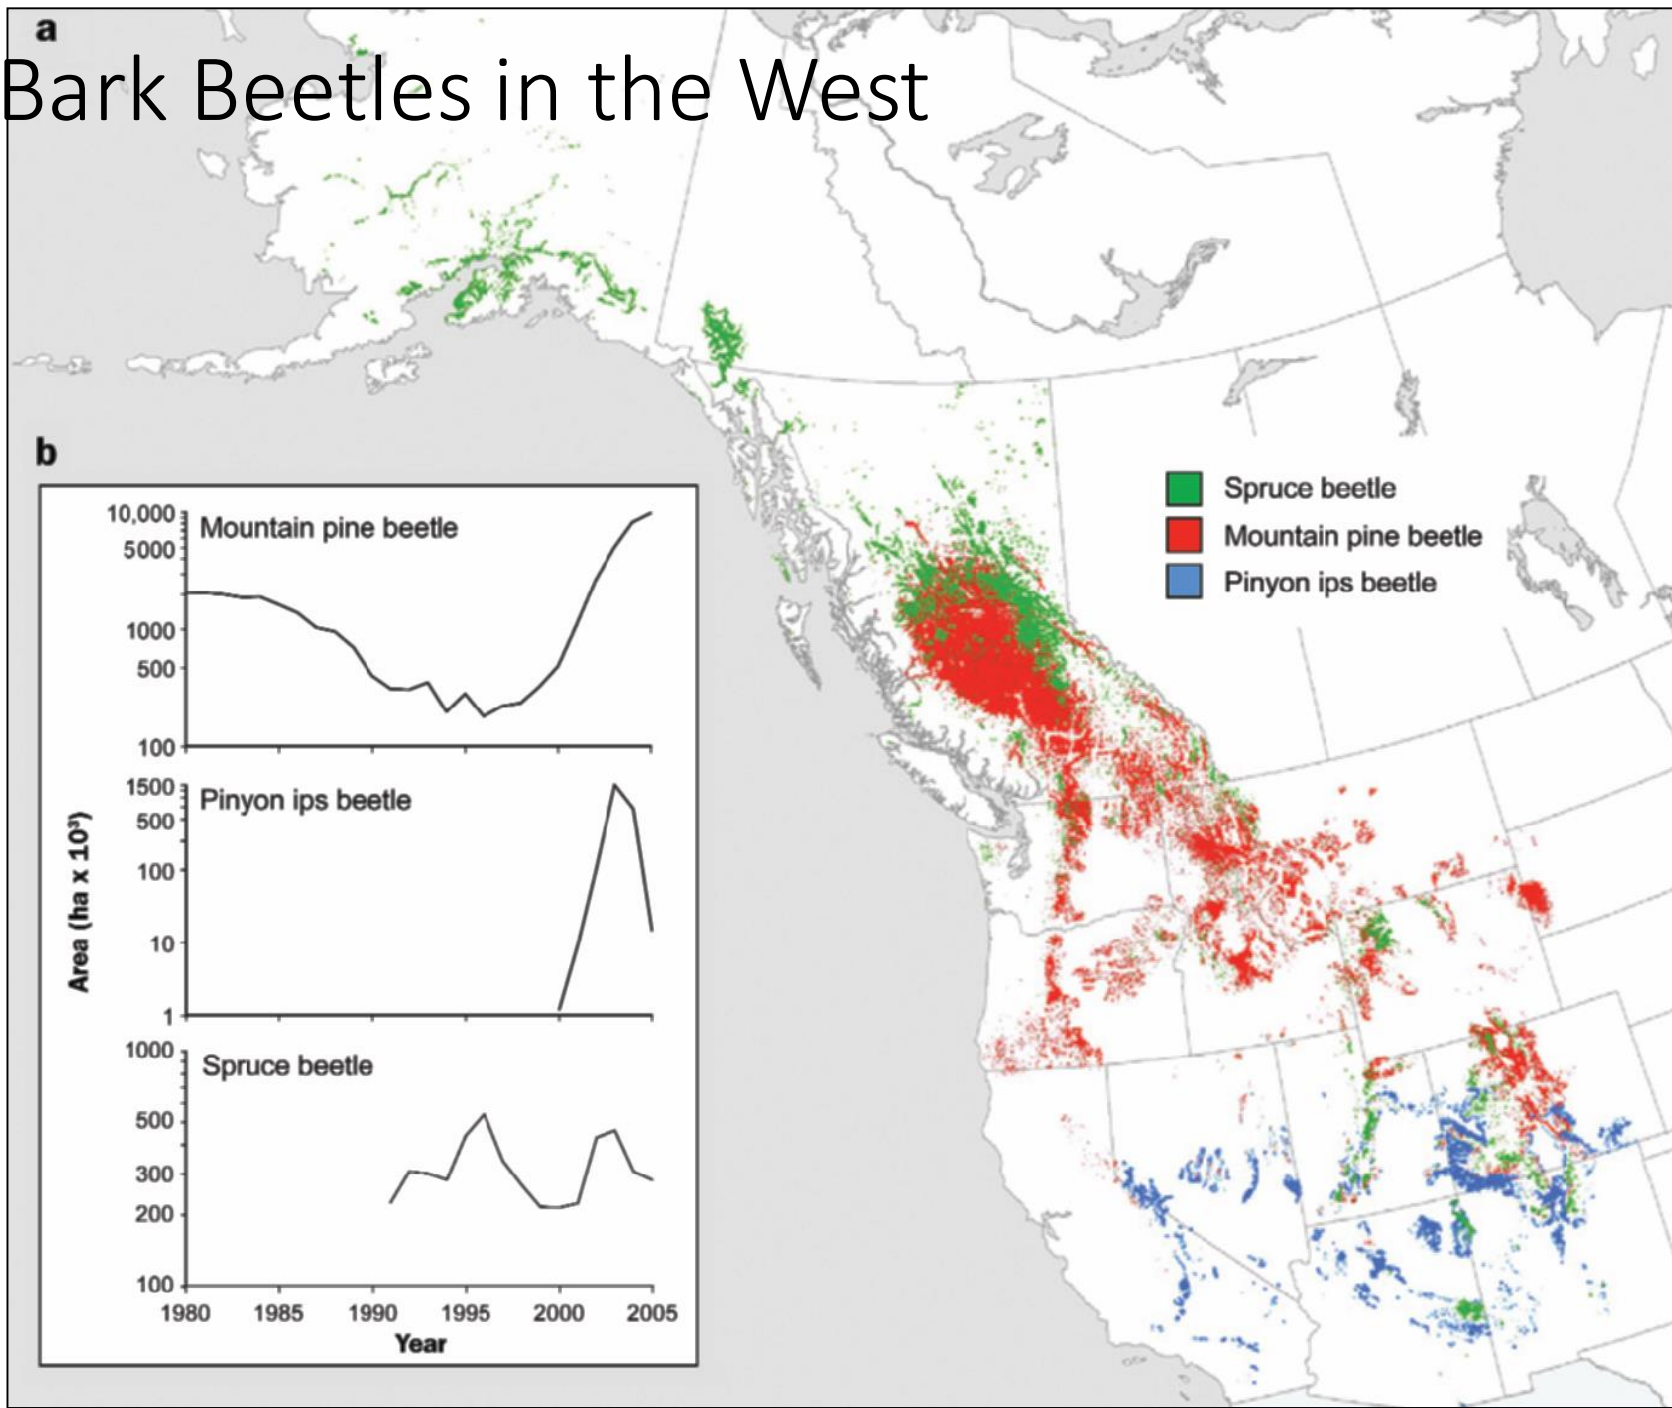 a
Bark Beetles in the West
b
Spruce beetle
Mountain pine beetle
Pinyon ips beetle
Area (ha x 10³)
10,000
5000
1000
500
100
Mountain pine beetle
1500
500
100
10
1
Pinyon ips beetle
1000
500
300
200
100
Spruce beetle
1980 1985 1990 1995 2000 2005
Year